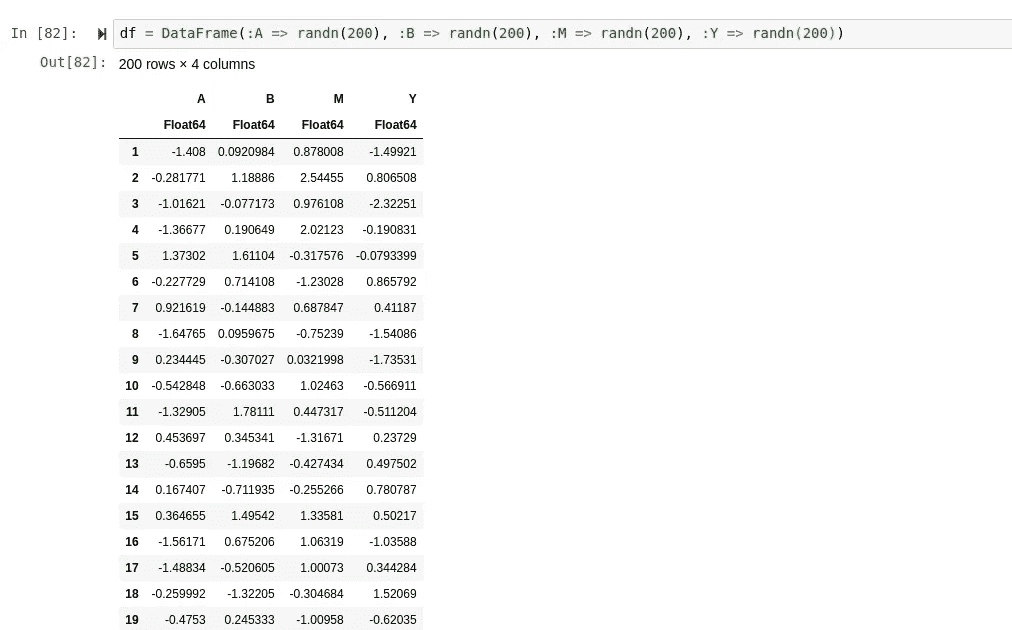 In [82]: df = DataFrame(:A => randn(200), :B => randn(200), :M => randn(200), :Y => randn(200))
Out[82]: 200 rows × 4 columns
A B M Y
Float64 Float64 Float64 Float64
1 -1.408 0.0920984 0.878008 -1.49921
2 -0.281771 1.18886 2.54455 0.806508
3 -1.01621 -0.077173 0.976108 -2.32251
4 -1.36677 0.190649 2.02123 -0.190831
5 1.37302 1.61104 -0.317576 -0.0793399
6 -0.227729 0.714108 -1.23028 0.865792
7 0.921619 -0.144883 0.687847 0.41187
8 -1.64765 0.0959675 -0.75239 -1.54086
9 0.234445 -0.307027 0.0321998 -1.73531
10 -0.542848 -0.663033 1.02463 -0.566911
11 -1.32905 1.78111 0.447317 -0.511204
12 0.453697 0.345341 -1.31671 0.23729
13 -0.6595 -1.19682 -0.427434 0.497502
14 0.167407 -0.711935 -0.255266 0.780787
15 0.364655 1.49542 1.33581 0.50217
16 -1.56171 0.675206 1.06319 -1.03588
17 -1.48834 -0.520605 1.00073 0.344284
18 -0.259992 -1.32205 -0.304684 1.52069
19 -0.4753 0.245333 -1.00958 -0.62035